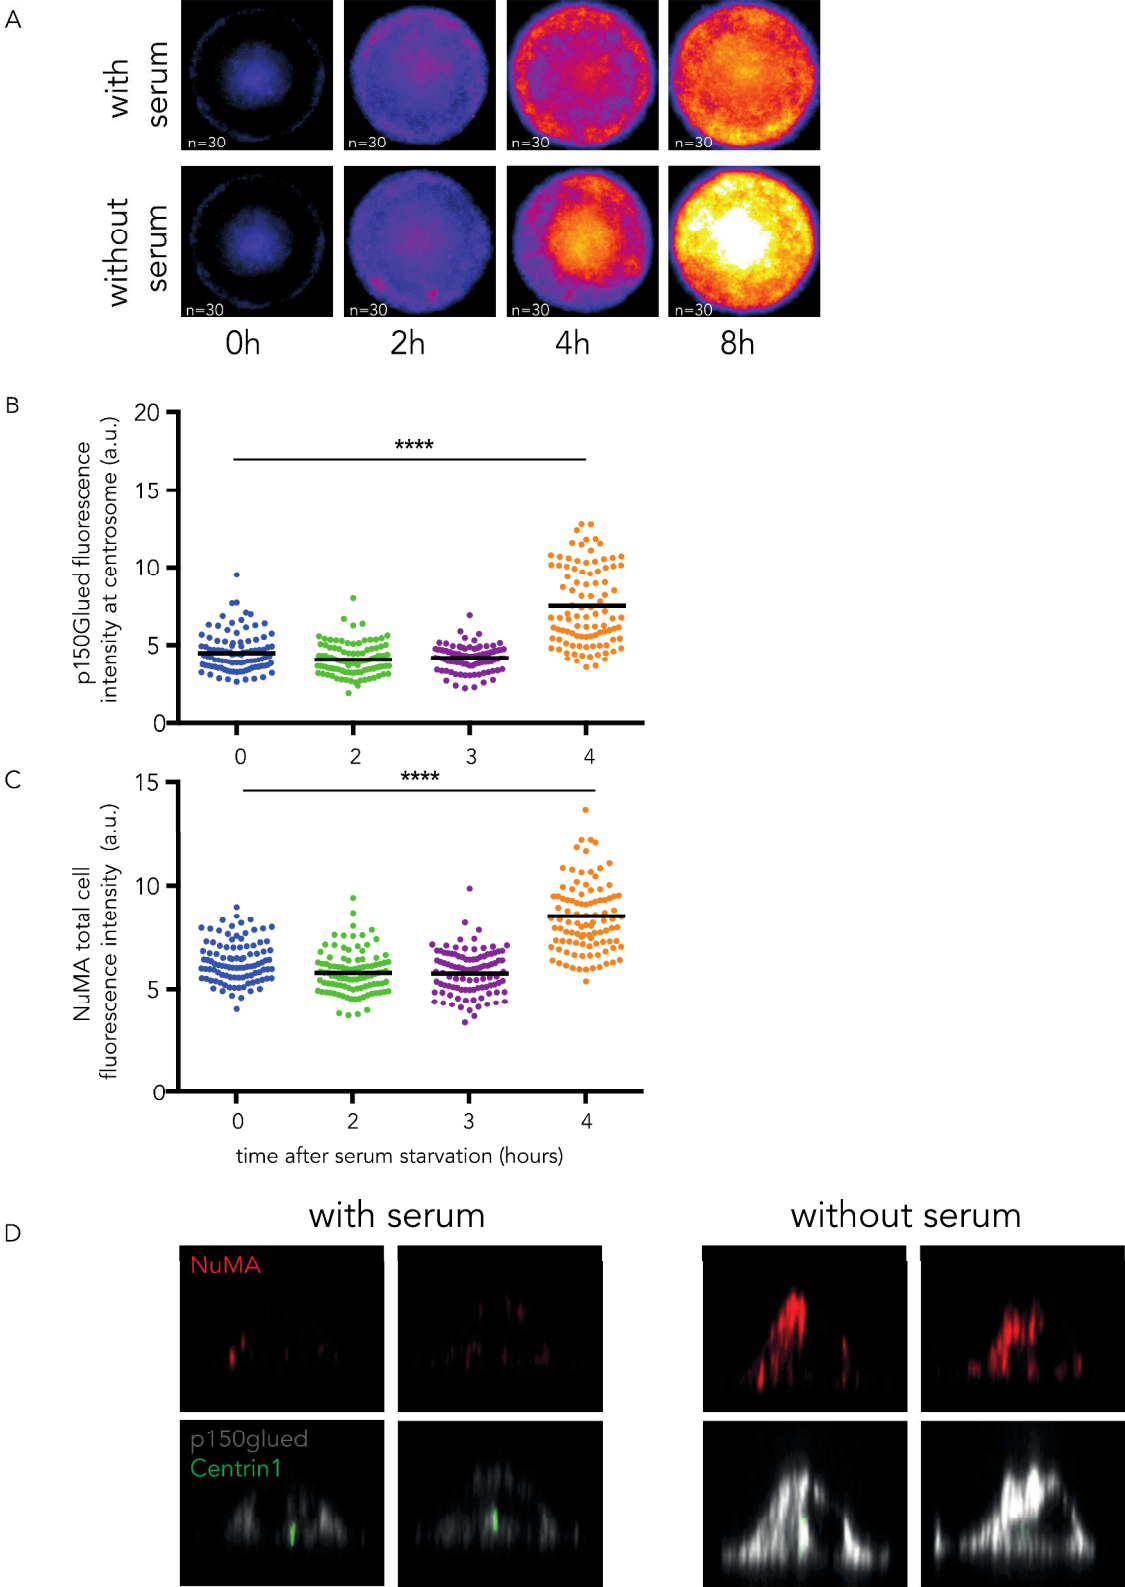 A
with
serum
n=30
n=30
n=30
n=30
without
serum
n=30
n=30
n=30
n=30
0h
2h
4h
8h
B
p150Glued fluorescence
intensity at centrosome (a.u.)
20
15
10
5
0
****
0
2
3
4
C
NuMA total cell
fluorescence intensity (a.u.)
15
10
5
0
****
0
2
3
4
time after serum starvation (hours)
D
with serum
without serum
NuMA
p150glued
Centrin1